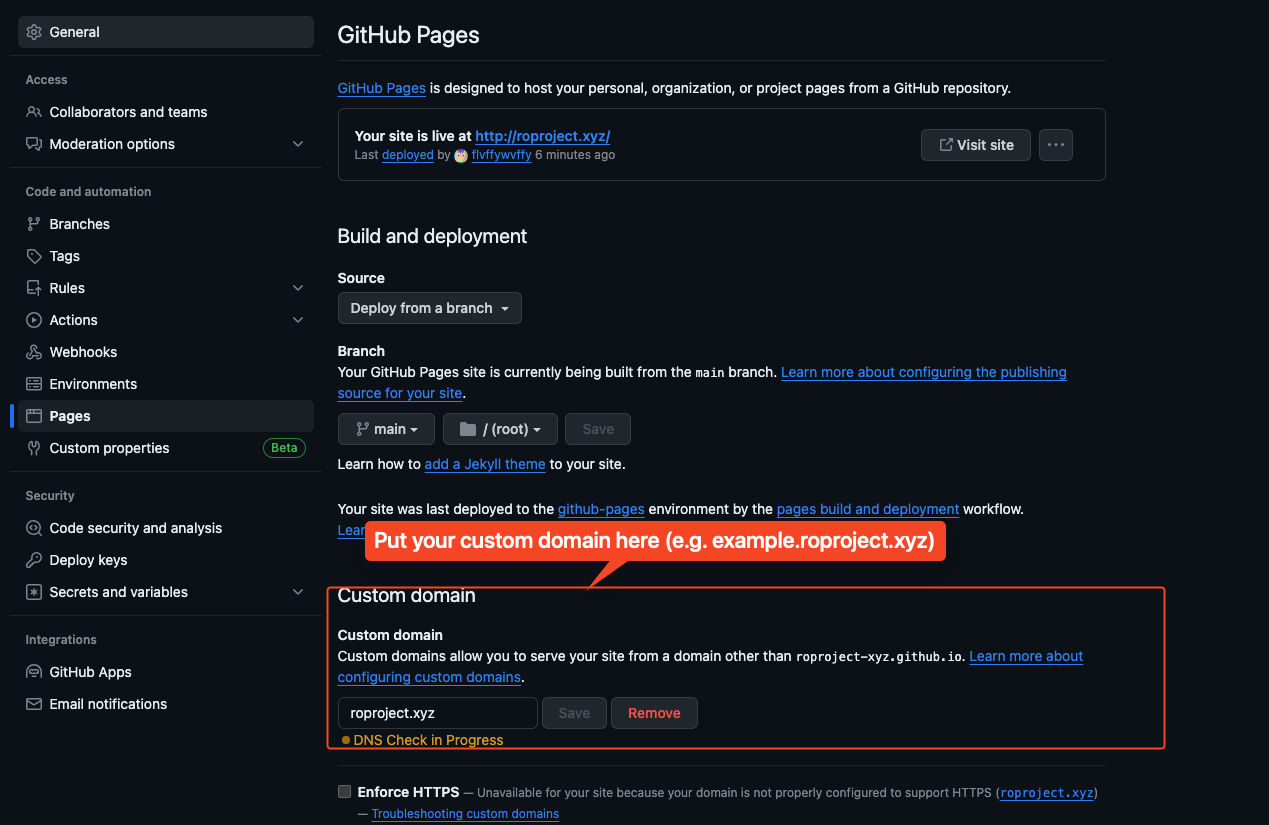 General
Access
Collaborators and teams
Moderation options
Code and automation
Branches
Tags
Rules
Actions
Webhooks
Environments
Pages
Custom properties Beta
Security
Code security and analysis
Deploy keys
Secrets and variables
Integrations
GitHub Apps
Email notifications
GitHub Pages
GitHub Pages is designed to host your personal, organization, or project pages from a GitHub repository.
Your site is live at http://roproject.xyz/
Last deployed by flvffywvffy 6 minutes ago
Visit site
Build and deployment
Source
Deploy from a branch
Branch
Your GitHub Pages site is currently being built from the main branch. Learn more about configuring the publishing
source for your site.
main / (root) Save
Learn how to add a Jekyll theme to your site.
Your site was last deployed to the github-pages environment by the pages build and deployment workflow.
Put your custom domain here (e.g. example.roproject.xyz)
Custom domain
Custom domain
Custom domains allow you to serve your site from a domain other than roproject-xyz.github.io. Learn more about
configuring custom domains.
roproject.xyz Save Remove
DNS Check in Progress
Enforce HTTPS — Unavailable for your site because your domain is not properly configured to support HTTPS (roproject.xyz)
— Troubleshooting custom domains